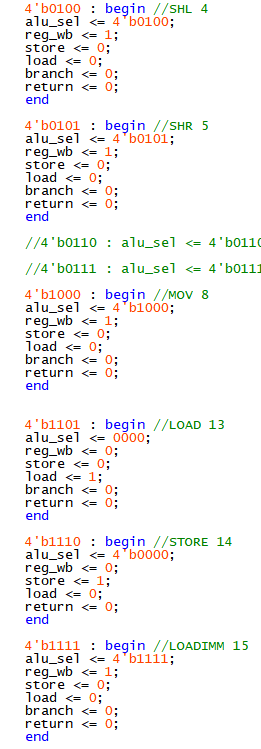 4'b0100 : begin //SHL 4
alu_sel <= 4'b0100;
reg_wb <= 1;
store <= 0;
load <= 0;
branch <= 0;
return <= 0;
end
4'b0101 : begin //SHR 5
alu_sel <= 4'b0101;
reg_wb <= 1;
store <= 0;
load <= 0;
branch <= 0;
return <= 0;
end
//4'b0110 : alu_sel <= 4'b0110
//4'b0111 : alu_sel <= 4'b0111
4'b1000 : begin //MOV 8
alu_sel <= 4'b1000;
reg_wb <= 1;
store <= 0;
load <= 0;
branch <= 0;
return <= 0;
end
4'b1101 : begin //LOAD 13
alu_sel <= 0000;
reg_wb <= 0;
store <= 0;
load <= 1;
branch <= 0;
return <= 0;
end
4'b1110 : begin //STORE 14
alu_sel <= 4'b0000;
reg_wb <= 0;
store <= 1;
load <= 0;
return <= 0;
end
4'b1111 : begin //LOADIMM 15
alu_sel <= 4'b1111;
reg_wb <= 1;
store <= 0;
load <= 0;
branch <= 0;
return <= 0;
end